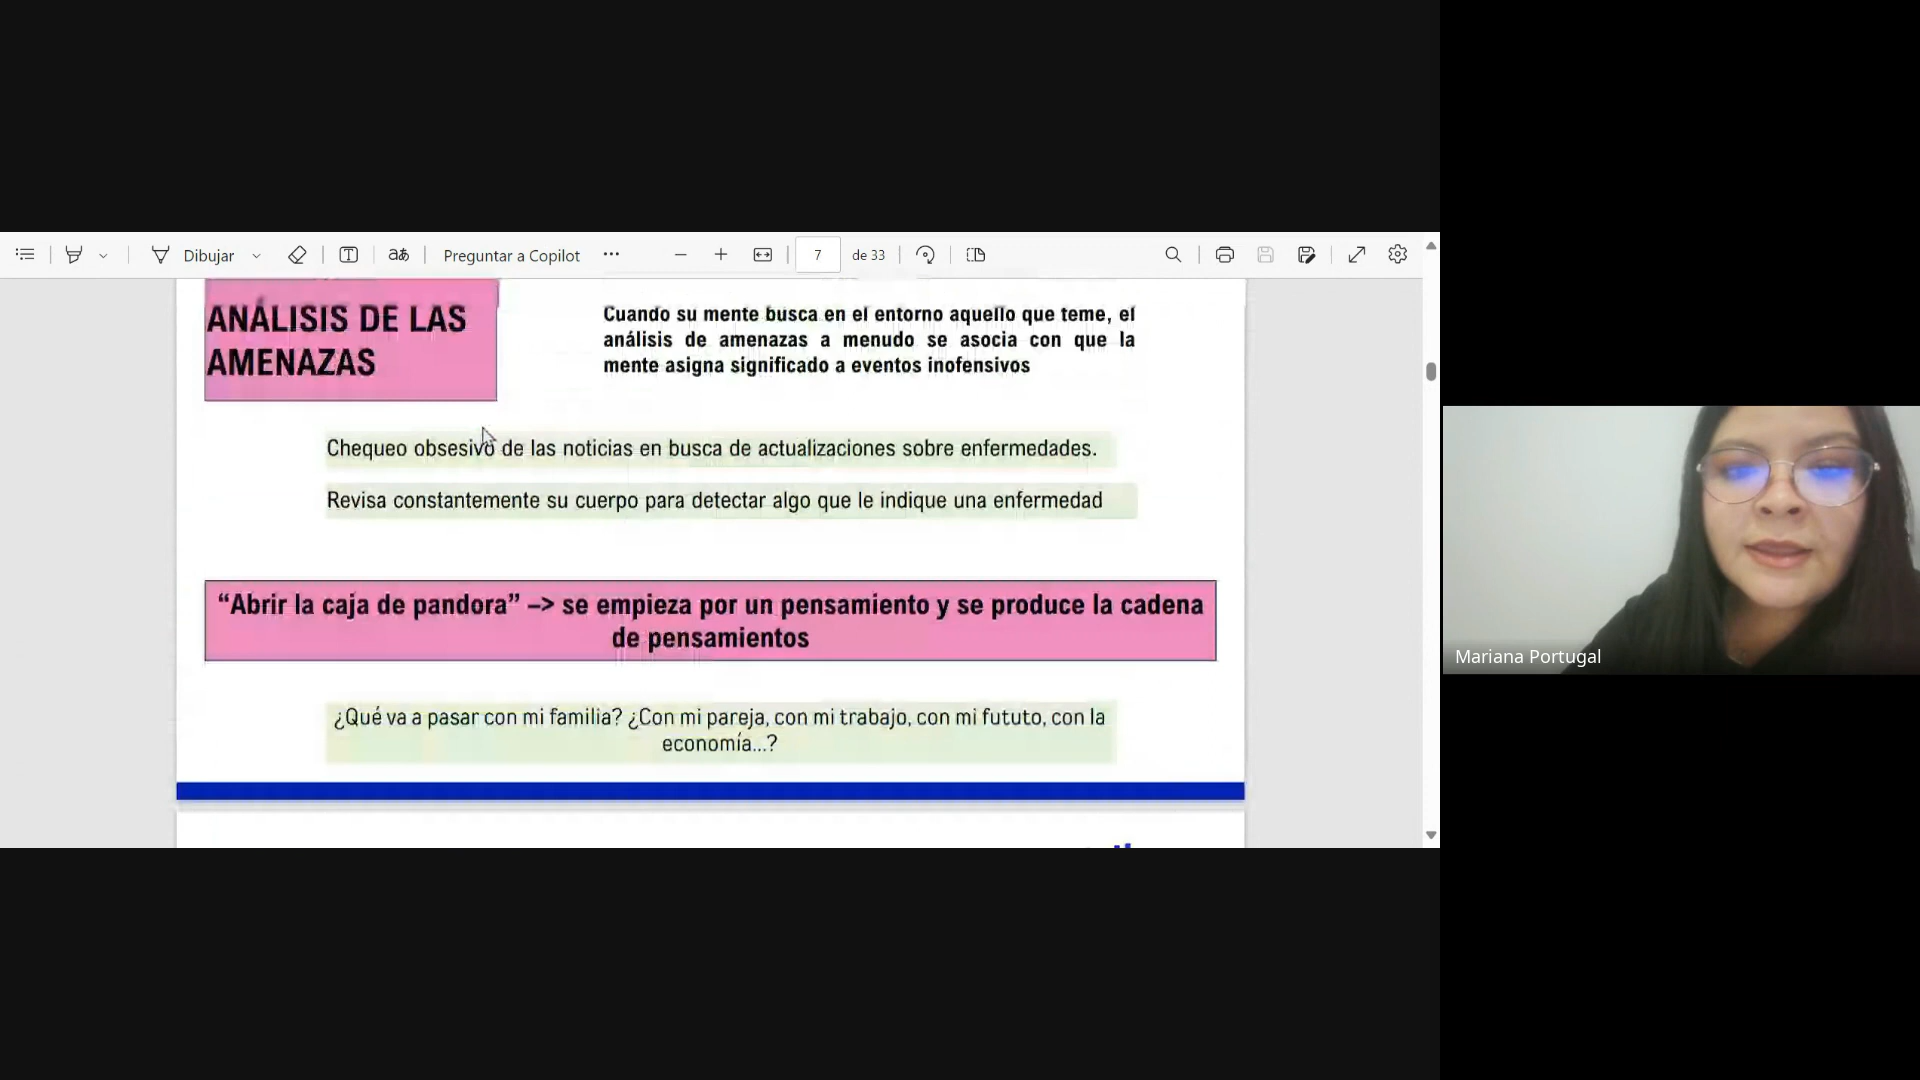 Dibujar
aあ
Preguntar a Copilot
7 de 33
ANÁLISIS DE LAS
AMENAZAS
Cuando su mente busca en el entorno aquello que teme, el
análisis de amenazas a menudo se asocia con que la
mente asigna significado a eventos inofensivos
Chequeo obsesivo de las noticias en busca de actualizaciones sobre enfermedades.
Revisa constantemente su cuerpo para detectar algo que le indique una enfermedad
“Abrir la caja de pandora” –> se empieza por un pensamiento y se produce la cadena
de pensamientos
¿Qué va a pasar con mi familia? ¿Con mi pareja, con mi trabajo, con mi fututo, con la
economía...?
Mariana Portugal